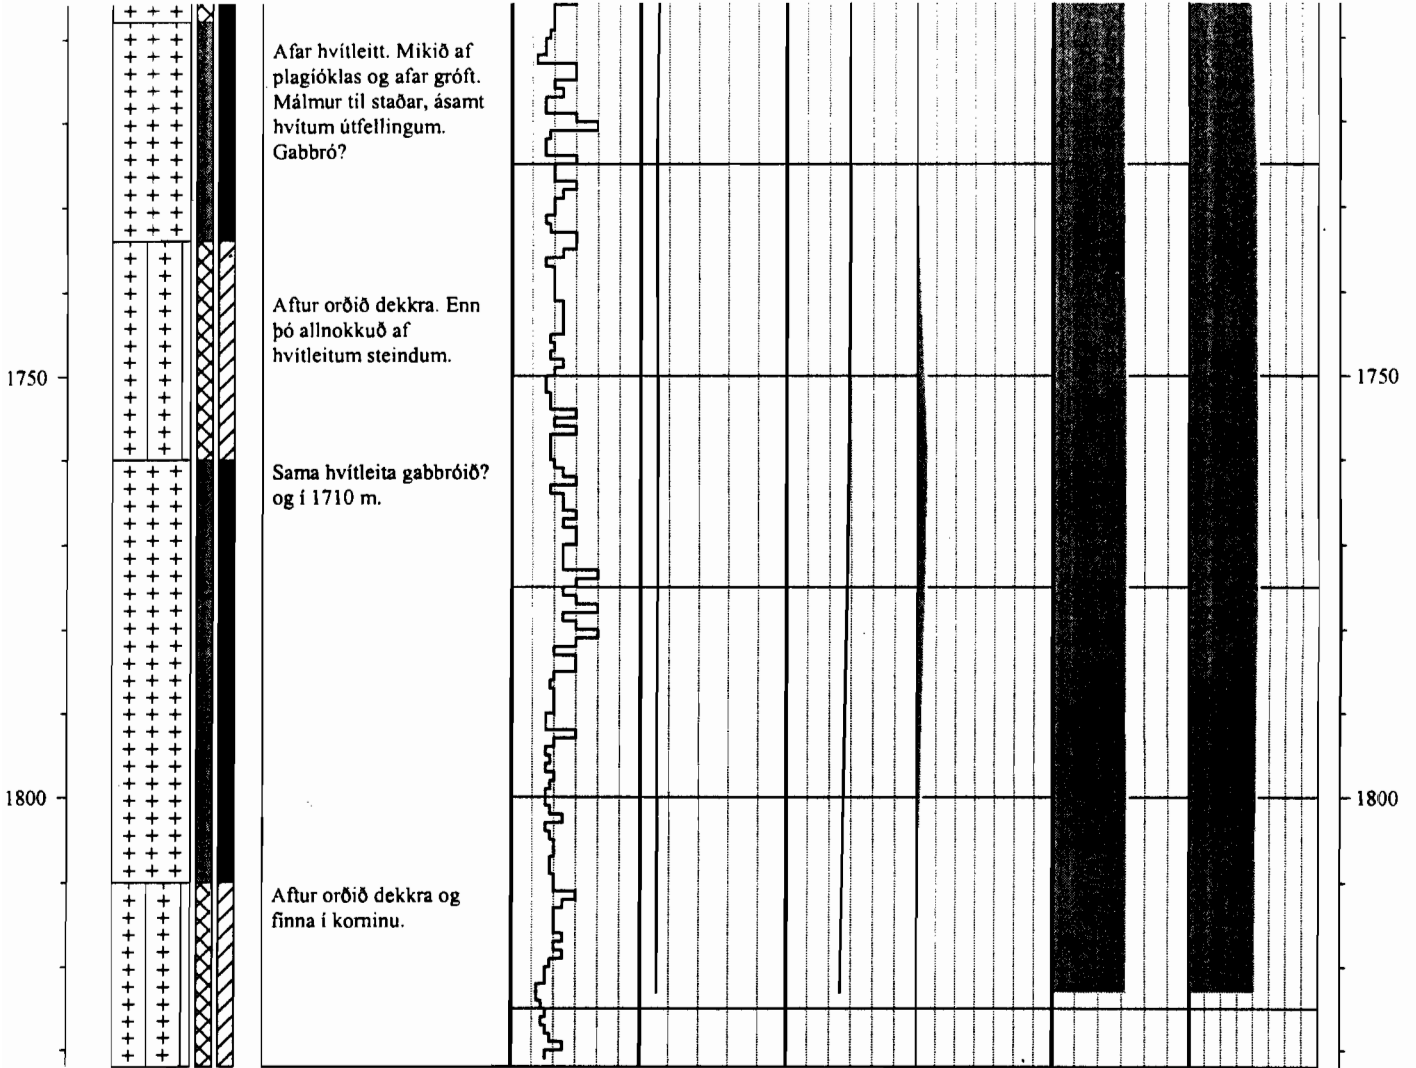 Afar hvítleitt. Mikið af
plagíóklas og afar gróft.
Málmur til staðar, ásamt
hvítum útfellingum.
Gabbró?
Aftur orðið dekkra. Enn
þó allnokkuð af
hvítleitum steindum.
1750
1750
Sama hvítleita gabbróið?
og í 1710 m.
1800
1800
Aftur orðið dekkra og
finna í korninu.